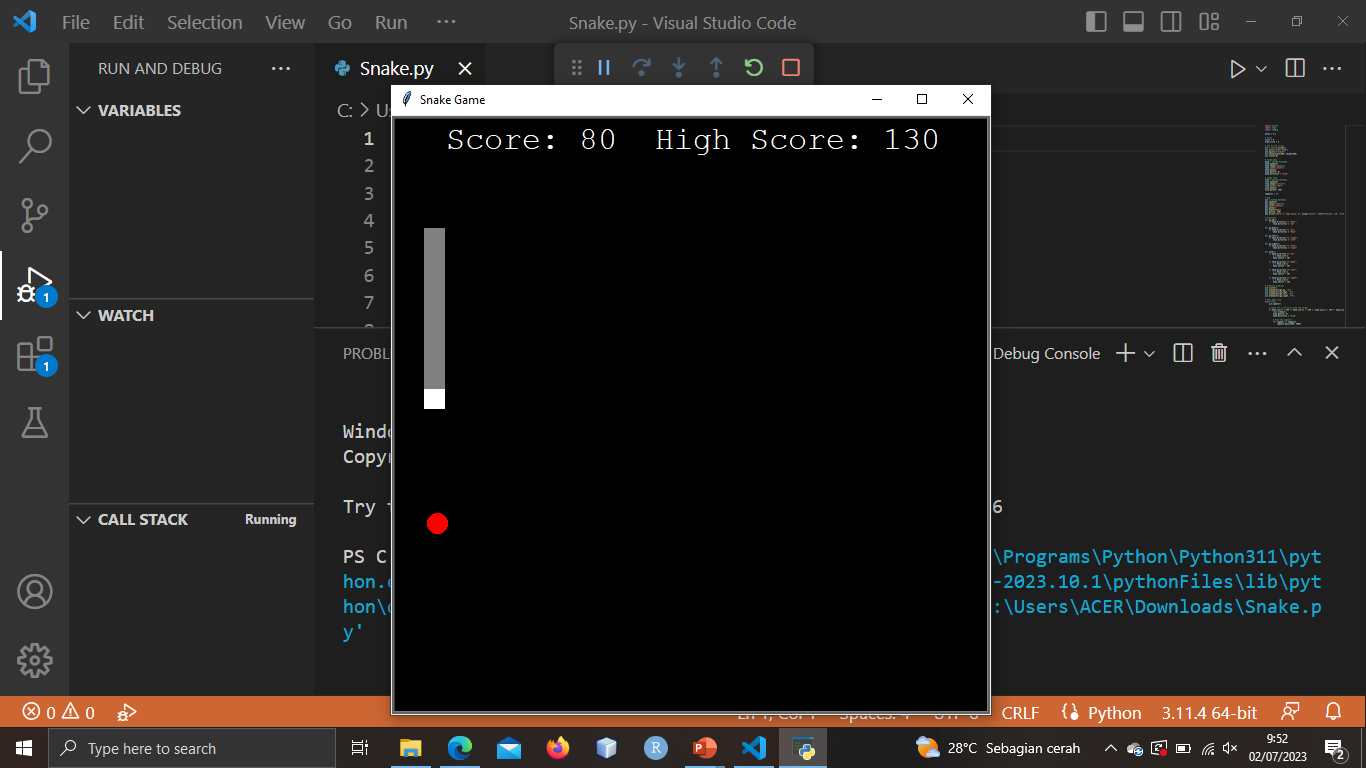 File Edit Selection View Go Run ··· Snake.py - Visual Studio Code
RUN AND DEBUG ···
Snake.py
VARIABLES
C: >
1
2
3
4
5
6
7
WATCH
CALL STACK Running
Snake Game
Score: 80 High Score: 130
Debug Console
Try
6
PS C
\Programs\Python\Python311\pyt
hon.
-2023.10.1\pythonFiles\lib\pyt
hon\
:\Users\ACER\Downloads\Snake.p
y'
1
1
0 0
CRLF Python 3.11.4 64-bit
Type here to search
28°C Sebagian cerah
9:52
02/07/2023
2